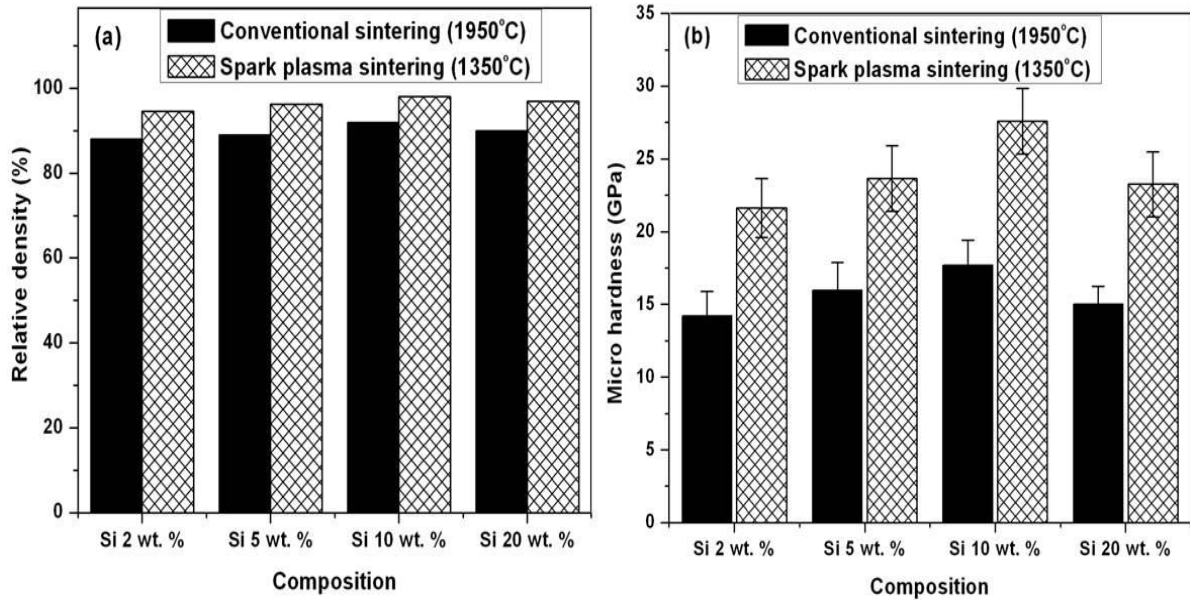 (a)
Conventional sintering (1950°C)
Spark plasma sintering (1350°C)
100
80
60
40
20
0
Relative density (%)
Si 2 wt. %
Si 5 wt. %
Si 10 wt. %
Si 20 wt. %
Composition
(b)
Conventional sintering (1950°C)
Spark plasma sintering (1350°C)
35
30
25
20
15
10
5
0
Micro hardness (GPa)
Si 2 wt. %
Si 5 wt. %
Si 10 wt. %
Si 20 wt. %
Composition